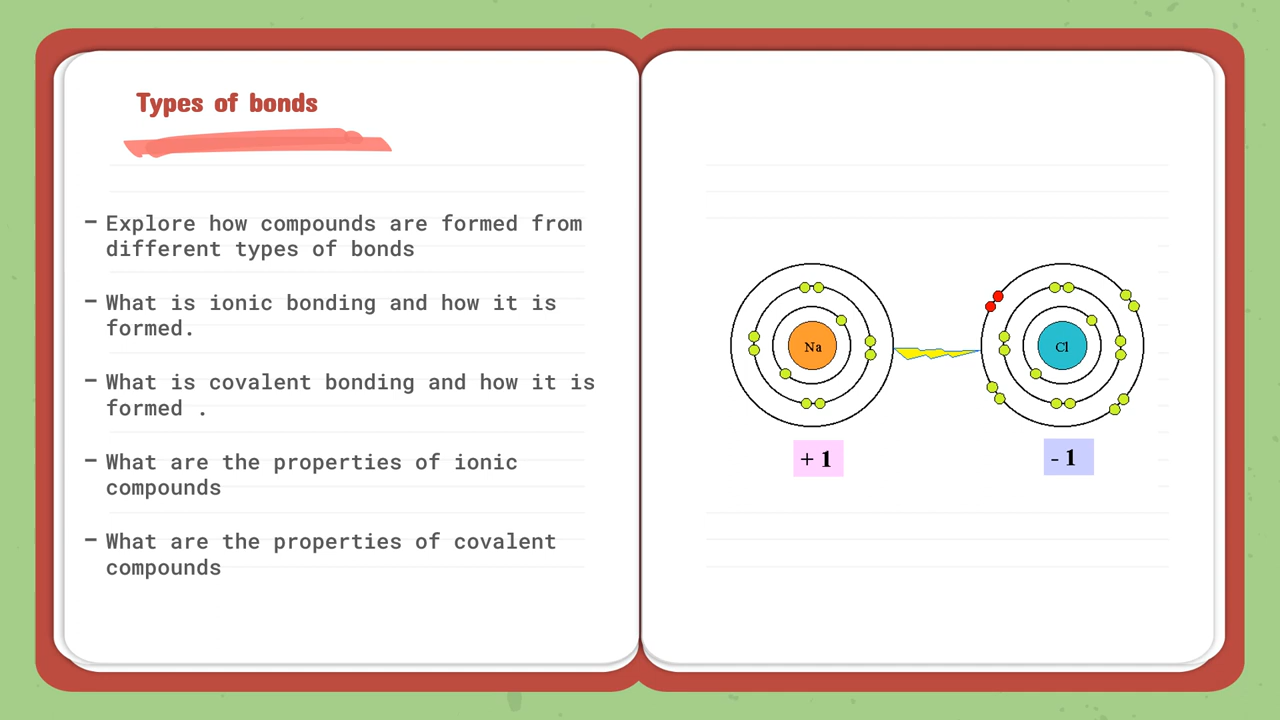 Types of bonds
- Explore how compounds are formed from
different types of bonds
- What is ionic bonding and how it is
formed.
- What is covalent bonding and how it is
formed .
- What are the properties of ionic
compounds
- What are the properties of covalent
compounds
Na
Cl
+ 1
- 1